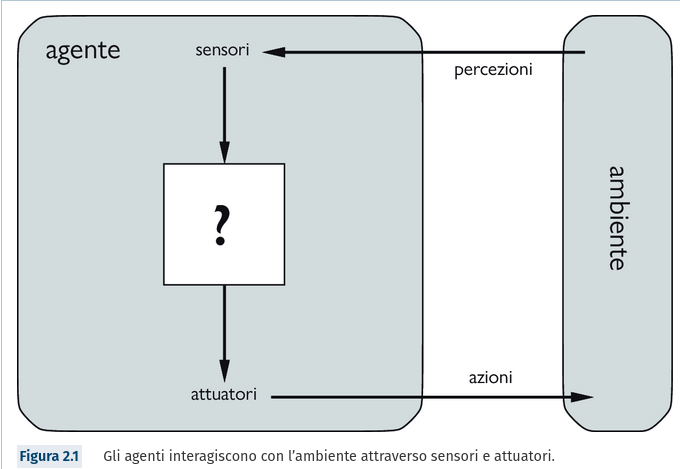 agente
sensori
percezioni
?
ambiente
attuatori
azioni
Figura 2.1 Gli agenti interagiscono con l'ambiente attraverso sensori e attuatori.